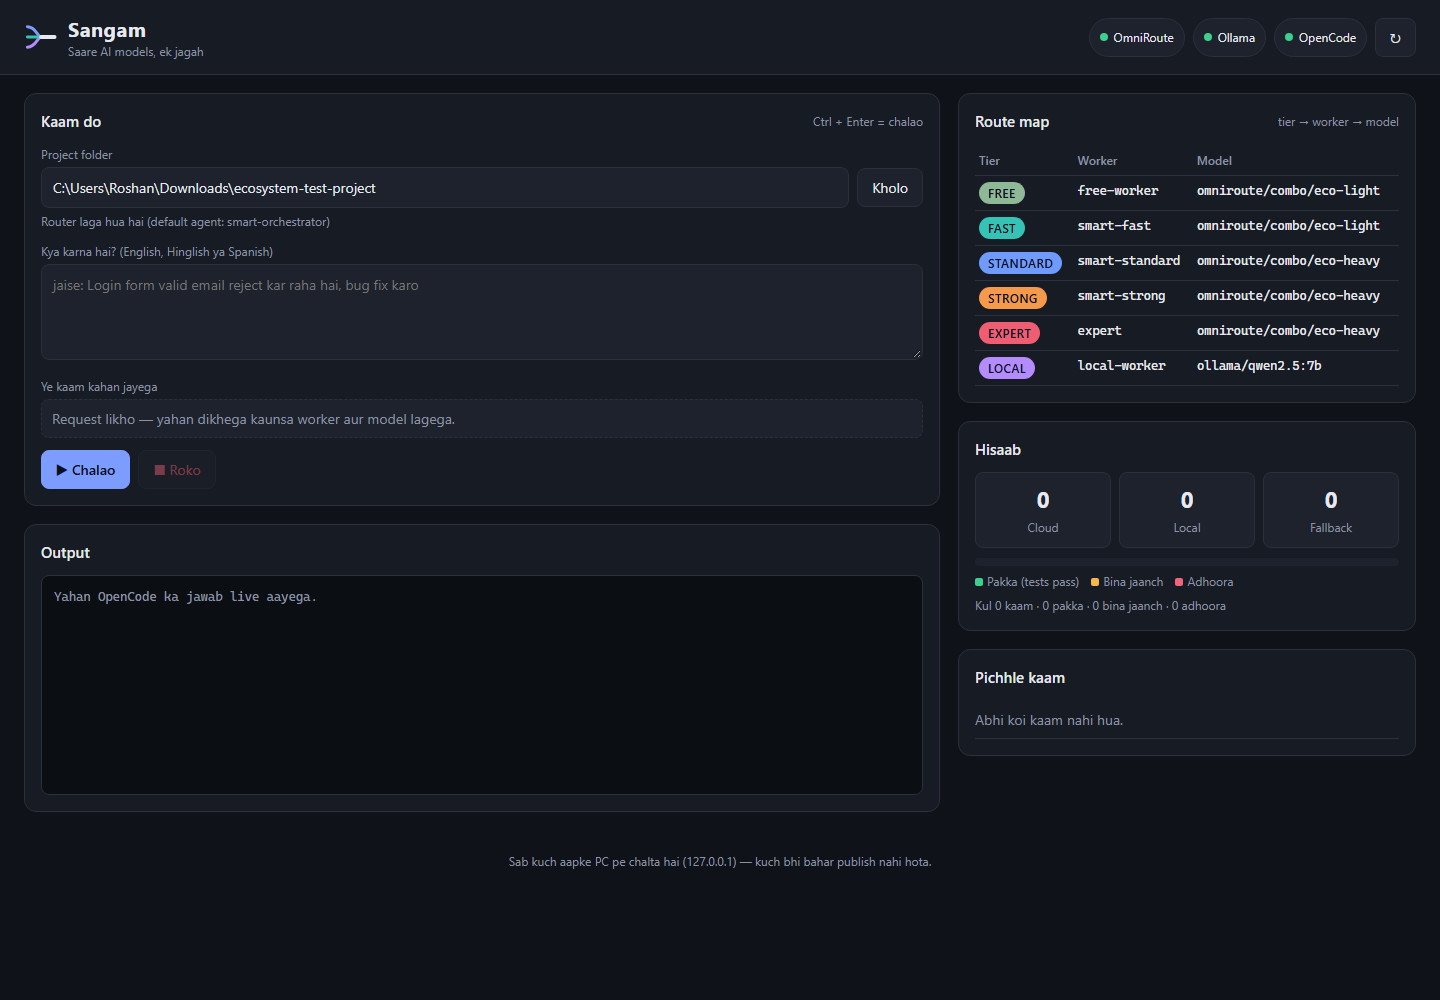 Sangam
Saare AI models, ek jagah
OmniRoute
Ollama
OpenCode
↻
Kaam do
Ctrl + Enter = chalao
Project folder
C:\Users\Roshan\Downloads\ecosystem-test-project
Kholo
Router laga hua hai (default agent: smart-orchestrator)
Kya karna hai? (English, Hinglish ya Spanish)
jaise: Login form valid email reject kar raha hai, bug fix karo
Ye kaam kahan jayega
Request likho — yahan dikhega kaunsa worker aur model lagega.
▶ Chalao
■ Roko
Output
Yahan OpenCode ka jawab live aayega.
Route map
tier → worker → model
Tier Worker Model
FREE free-worker omniroute/combo/eco-light
FAST smart-fast omniroute/combo/eco-light
STANDARD smart-standard omniroute/combo/eco-heavy
STRONG smart-strong omniroute/combo/eco-heavy
EXPERT expert omniroute/combo/eco-heavy
LOCAL local-worker ollama/qwen2.5:7b
Hisaab
0 0 0
Cloud Local Fallback
Pakka (tests pass) Bina jaanch Adhoora
Kul 0 kaam · 0 pakka · 0 bina jaanch · 0 adhoora
Pichhle kaam
Abhi koi kaam nahi hua.
Sab kuch aapke PC pe chalta hai (127.0.0.1) — kuch bhi bahar publish nahi hota.